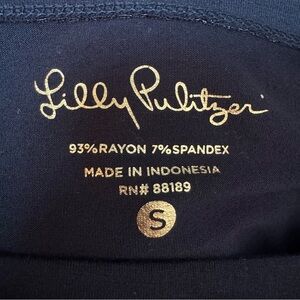 Lilly Pulitzer
93% RAYON 7% SPANDEX
MADE IN INDONESIA
RN# 88189
S